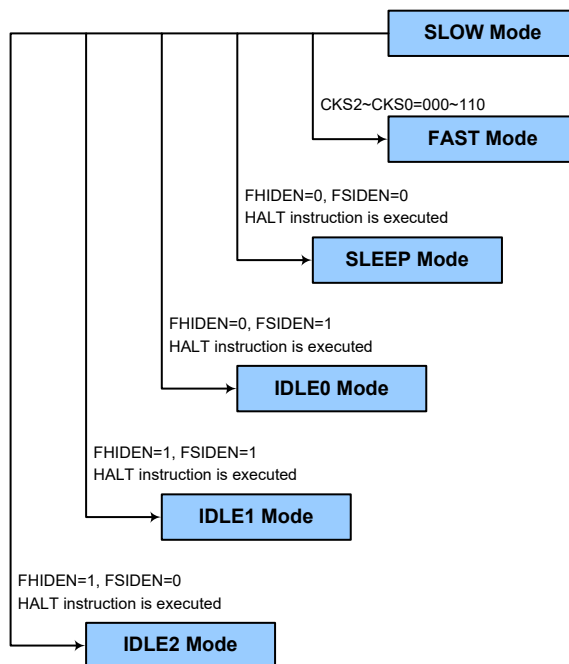 SLOW Mode
CKS2~CKS0=000~110
FAST Mode
FHIDEN=0, FSIDEN=0
HALT instruction is executed
SLEEP Mode
FHIDEN=0, FSIDEN=1
HALT instruction is executed
IDLE0 Mode
FHIDEN=1, FSIDEN=1
HALT instruction is executed
IDLE1 Mode
FHIDEN=1, FSIDEN=0
HALT instruction is executed
IDLE2 Mode